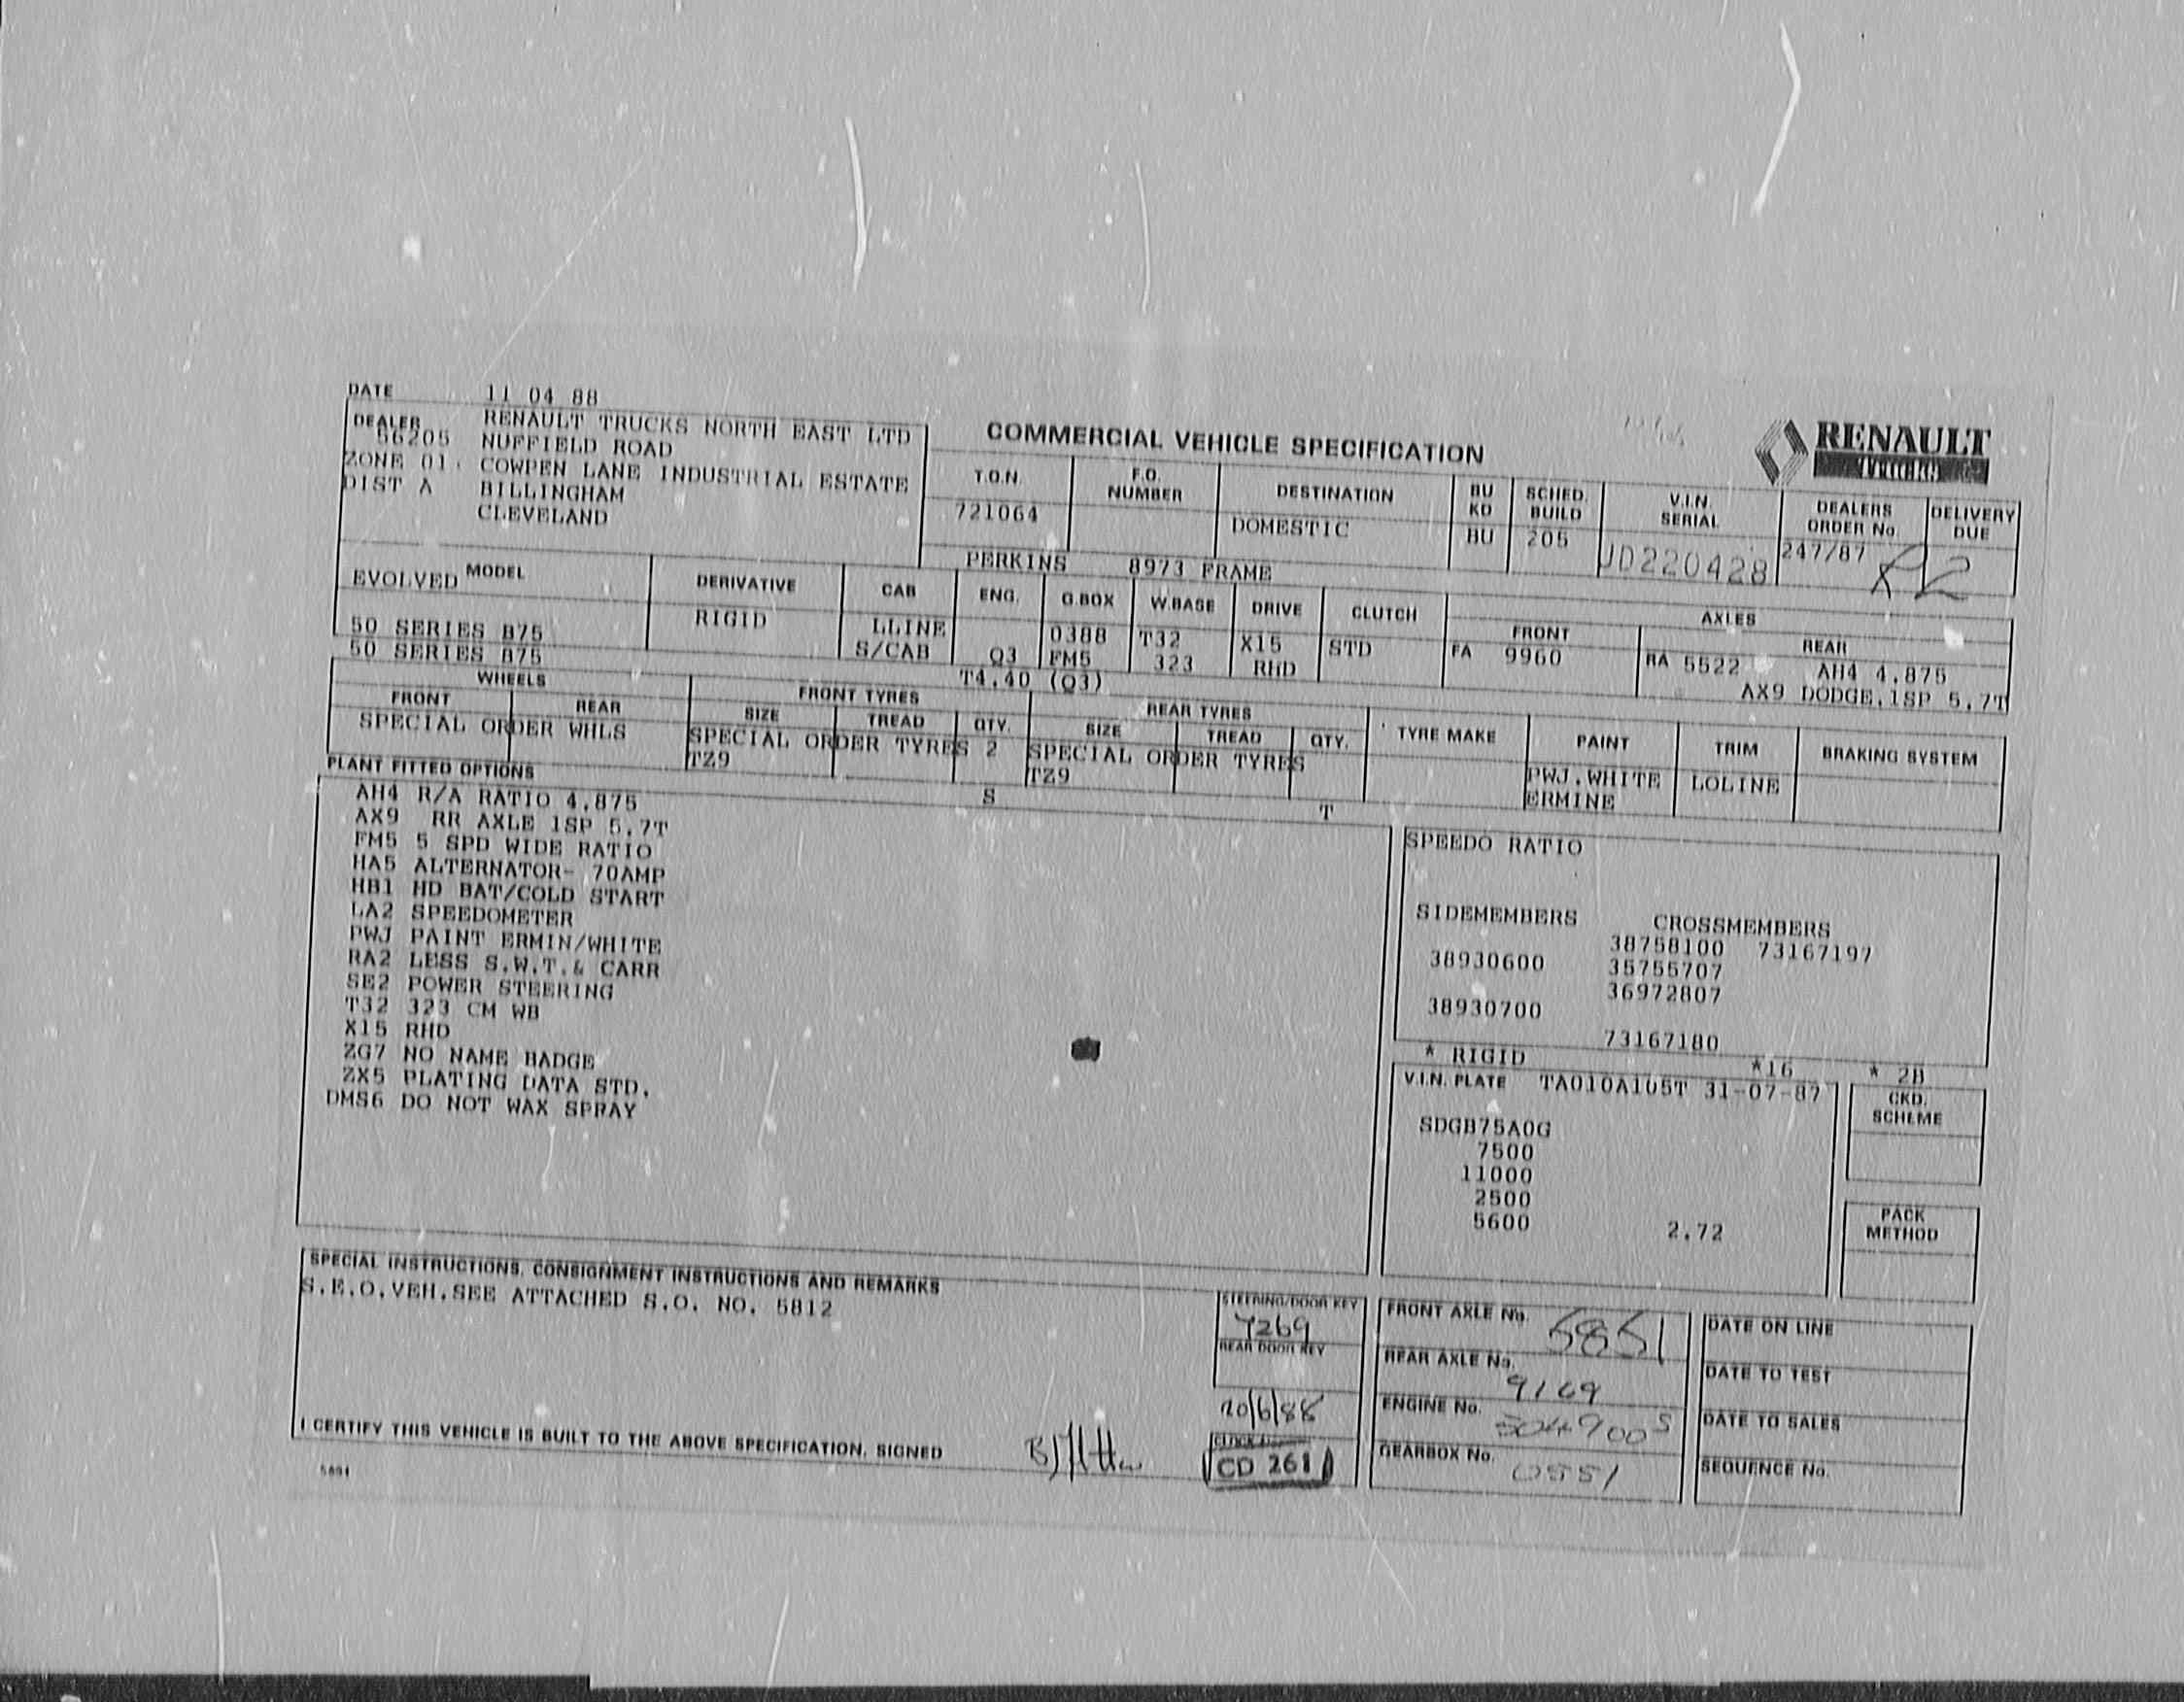 DATE 11 04 88
DEALER RENAULT TRUCKS NORTH EAST LTD
56205 NUFFIELD ROAD
ZONE 01 COWPEN LANE INDUSTRIAL ESTATE
DIST A BILLINGHAM
CLEVELAND
COMMERCIAL VEHICLE SPECIFICATION
RENAULT
Trucks
T.O.N. F.O. NUMBER DESTINATION BU KD SCHED. BUILD V.I.N. SERIAL DEALERS ORDER No DELIVERY DUE
721064 DOMESTIC BU 205 JD220428 247/87 R2
PERKINS 8973 FRAME
MODEL DERIVATIVE CAB ENG. G.BOX W.BASE DRIVE CLUTCH AXLES
FRONT REAR
EVOLVED
50 SERIES B75 RIGID LLINE 0388 T32 X15 STD FA 9960 RA 5522 AH4 4.875
50 SERIES B75 S/CAB Q3 FM5 323 RHD AX9 DODGE.1SP 5.7T
T4.40 (Q3)
WHEELS FRONT TYRES REAR TYRES
FRONT REAR SIZE TREAD QTY. SIZE TREAD QTY. TYRE MAKE PAINT TRIM BRAKING SYSTEM
SPECIAL ORDER WHLS SPECIAL ORDER TYRES 2 SPECIAL ORDER TYRES PWJ.WHITE LOLINE
TZ9 TZ9 ERMINE
S T
PLANT FITTED OPTIONS
AH4 R/A RATIO 4.875
AX9 RR AXLE 1SP 5.7T
FM5 5 SPD WIDE RATIO
HA5 ALTERNATOR- 70AMP
HB1 HD BAT/COLD START
LA2 SPEEDOMETER
PWJ PAINT ERMIN/WHITE
RA2 LESS S.W.T.& CARR
SE2 POWER STEERING
T32 323 CM WB
X15 RHD
ZG7 NO NAME BADGE
ZX5 PLATING DATA STD.
DMS6 DO NOT WAX SPRAY
SPEEDO RATIO
SIDEMEMBERS CROSSMEMBERS
38758100 73167197
38930600 35755707
36972807
38930700
73167180
* RIGID *16 * 2B
V.I.N. PLATE TA010A105T 31-07-87
SDGB75A0G
7500
11000
2500
5600 2.72
CKD. SCHEME
PACK METHOD
SPECIAL INSTRUCTIONS, CONSIGNMENT INSTRUCTIONS AND REMARKS
S.E.O.VEH.SEE ATTACHED S.O. NO. 5812
STEERING/DOOR KEY
7269
REAR DOOR KEY
20/6/88
CD 261
FRONT AXLE No. 5851
REAR AXLE No. 9169
ENGINE No. 3049005
GEARBOX No. 0551
DATE ON LINE
DATE TO TEST
DATE TO SALES
SEQUENCE No.
I CERTIFY THIS VEHICLE IS BUILT TO THE ABOVE SPECIFICATION. SIGNED